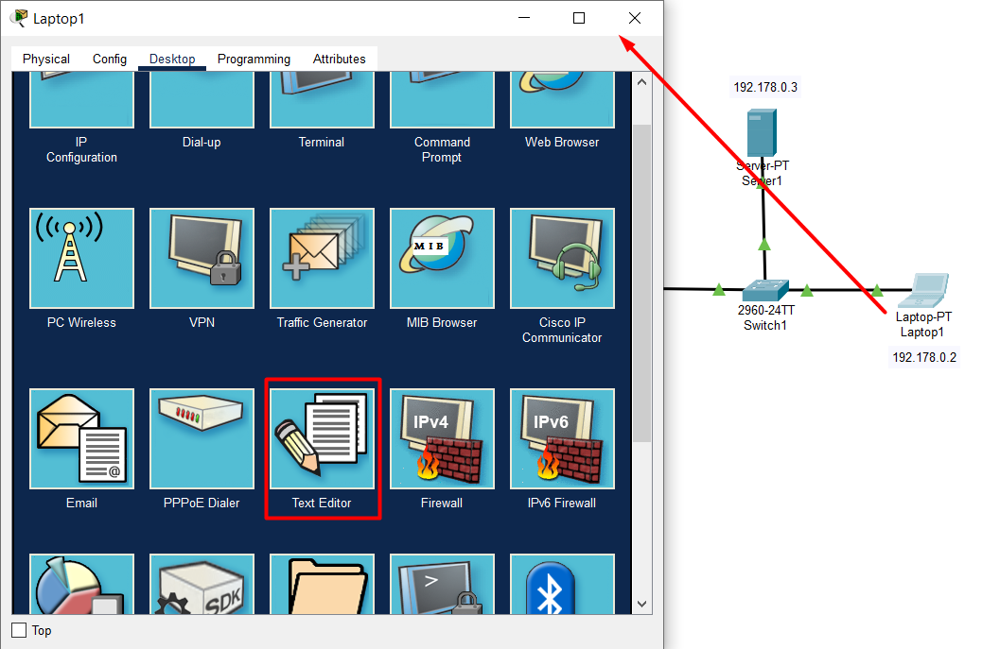 Laptop1
Physical Config Desktop Programming Attributes
IP
Configuration
Dial-up
Terminal
Command
Prompt
Web Browser
MIB
PC Wireless
VPN
Traffic Generator
MIB Browser
Cisco IP
Communicator
@
IPv4
IPv6
Email
PPPoE Dialer
Text Editor
Firewall
IPv6 Firewall
SDK
>
Top
192.178.0.3
Server-PT
Server1
2960-24TT
Switch1
Laptop-PT
Laptop1
192.178.0.2